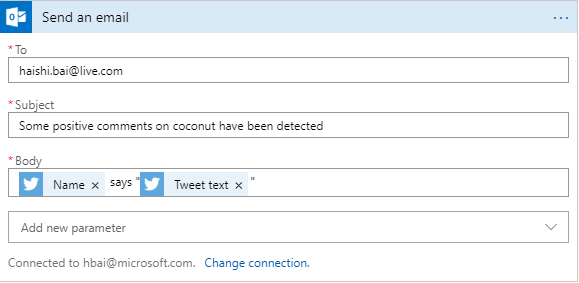 Send an email
* To
haishi.bai@live.com
* Subject
Some positive comments on coconut have been detected
* Body
Name × says " Tweet text × "
Add new parameter
Connected to hbai@microsoft.com. Change connection.